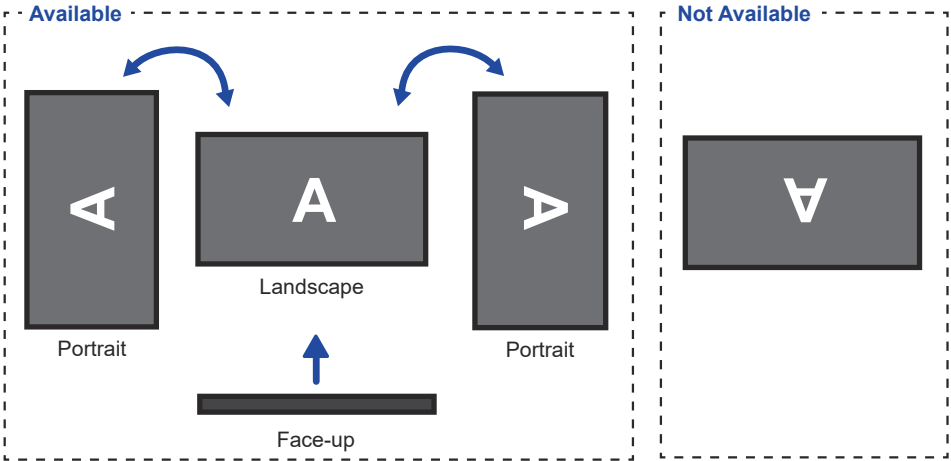 Available
Not Available
A
A
A
A
Landscape
Portrait
Portrait
Face-up